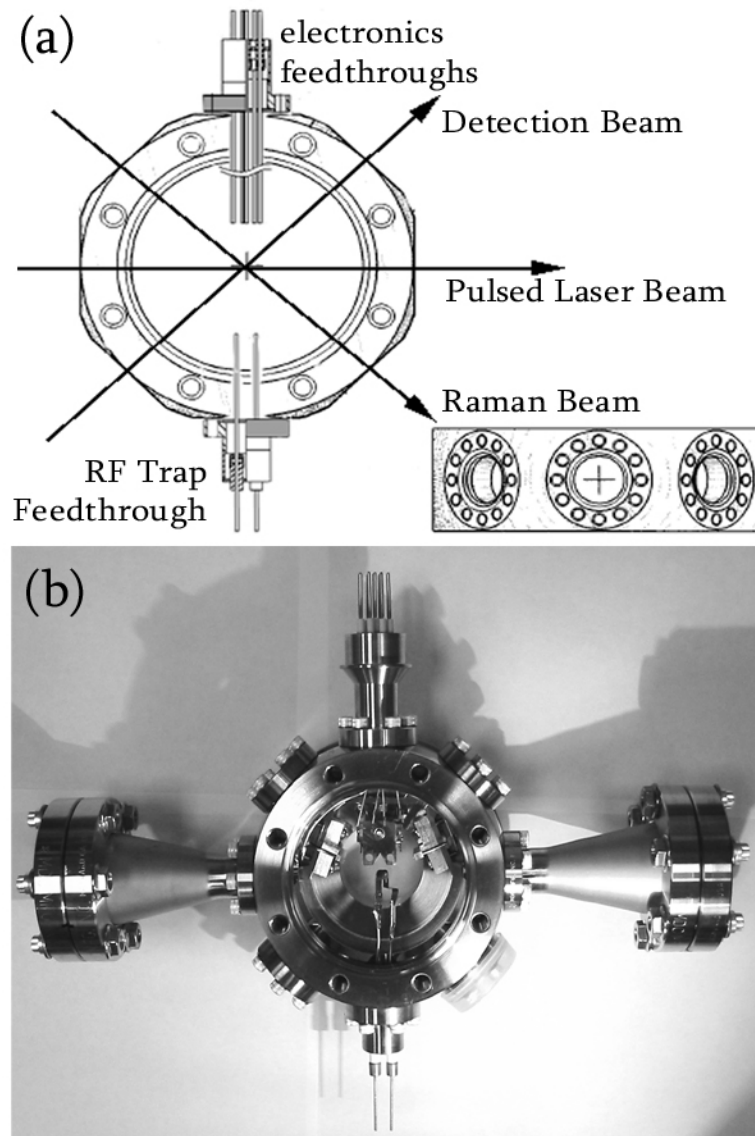 (a)
electronics
feedthroughs
Detection Beam
Pulsed Laser Beam
Raman Beam
RF Trap
Feedthrough
(b)